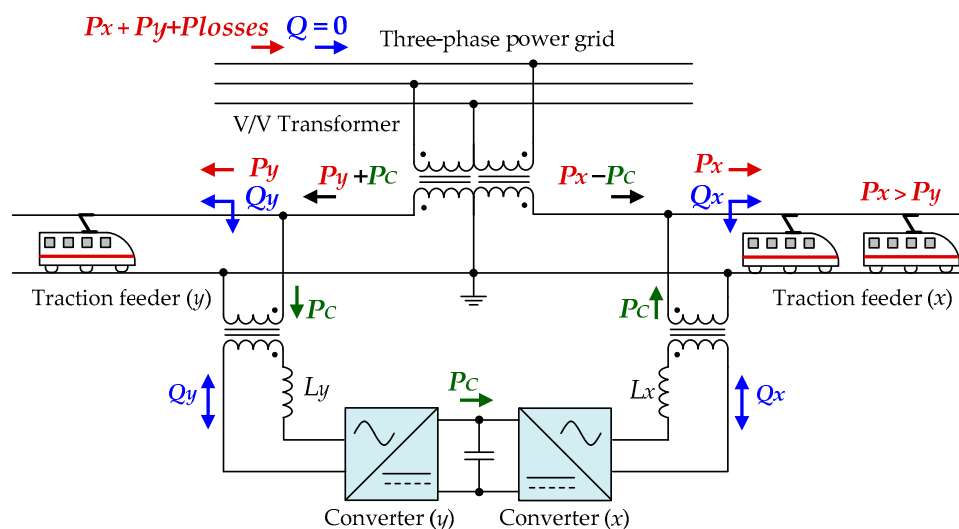 Px + Py+Plosses Q = 0
Three-phase power grid
V/V Transformer
Py
Py +PC
Px −PC
Px
Qy
Qx
Px > Py
Traction feeder (y)
PC
PC
Traction feeder (x)
Qy
Ly
PC
Lx
Qx
Converter (y)
Converter (x)